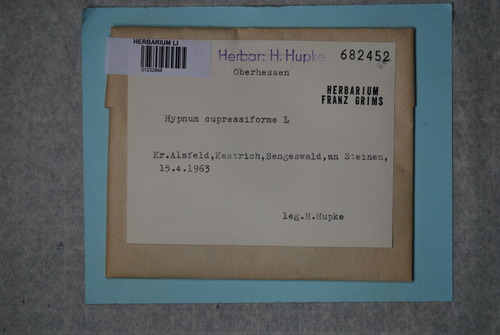 HERBARIUM LI
01232868
Herbar: H. Hupke
682452
Oberhessen
HERBARIUM
FRANZ GRIMS
Hypnum cupressiforme L
Kr.Alsfeld,Kestrich,Sengeswald,an Steinen,
15.4.1963
leg.H.Hupke